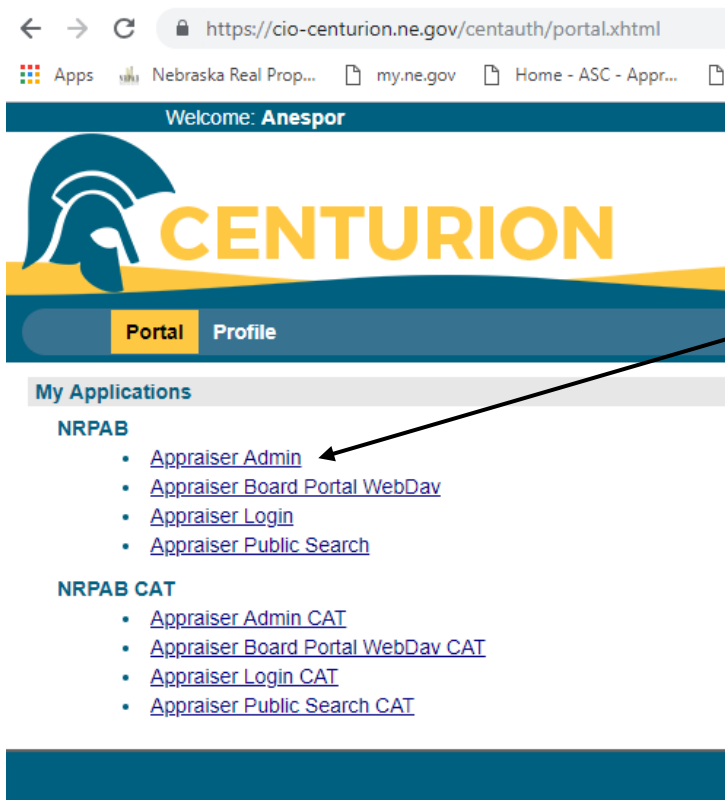 https://cio-centurion.ne.gov/centauth/portal.xhtml
Apps Nebraska Real Prop... my.ne.gov Home - ASC - Appr...
Welcome: Anespor
CENTURION
Portal Profile
My Applications
NRPAB
• Appraiser Admin
• Appraiser Board Portal WebDav
• Appraiser Login
• Appraiser Public Search
NRPAB CAT
• Appraiser Admin CAT
• Appraiser Board Portal WebDav CAT
• Appraiser Login CAT
• Appraiser Public Search CAT